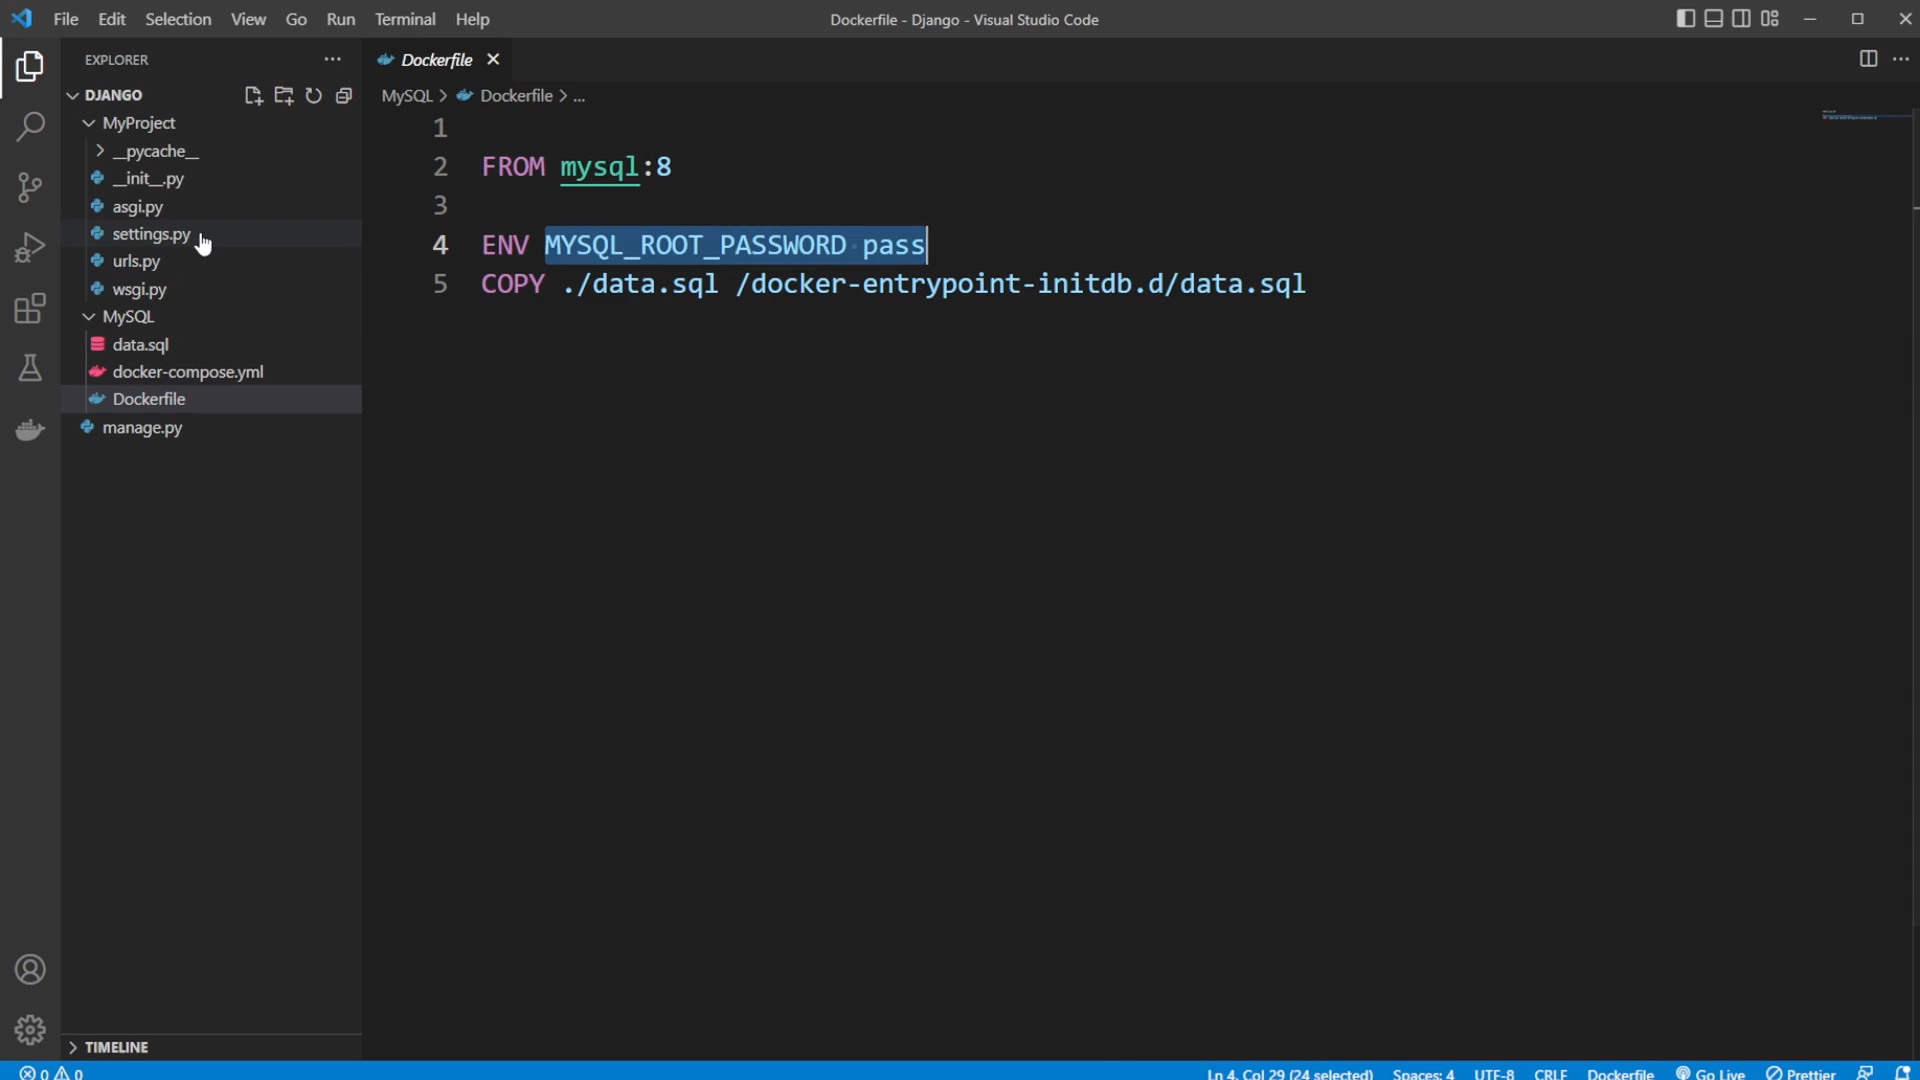 File Edit Selection View Go Run Terminal Help
Dockerfile - Django - Visual Studio Code
EXPLORER
DJANGO
MyProject
__pycache__
__init__.py
asgi.py
settings.py
urls.py
wsgi.py
MySQL
data.sql
docker-compose.yml
Dockerfile
manage.py
TIMELINE
Dockerfile
MySQL > Dockerfile > ...
1
2 FROM mysql:8
3
4 ENV MYSQL_ROOT_PASSWORD pass
5 COPY ./data.sql /docker-entrypoint-initdb.d/data.sql
0 0 Ln 4, Col 29 (24 selected) Spaces: 4 UTF-8 CRLF Dockerfile Go Live Prettier